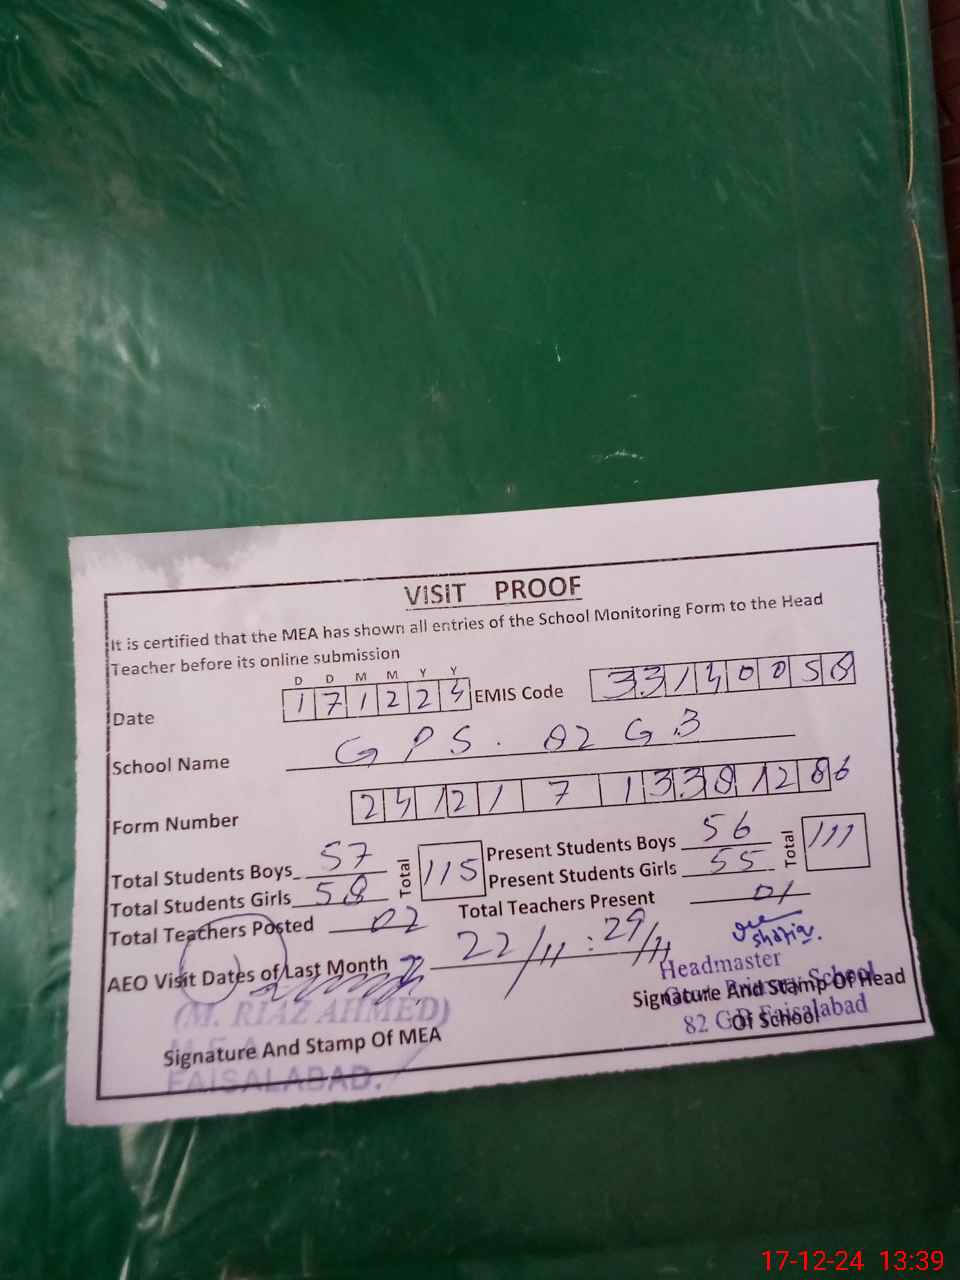 VISIT PROOF
It is certified that the MEA has shown all entries of the School Monitoring Form to the Head
Teacher before its online submission
D D M M Y Y
Date 1 7 1 2 2 4 EMIS Code 3 3 1 4 0 0 5 8
School Name G P S . 82 G B
Form Number 2 4 12 1 7 1 3 3 8 1 2 8 6
Total Students Boys 57 Total 115 Present Students Boys 56 Total 111
Total Students Girls 58 Present Students Girls 55
Total Teachers Posted 02 Total Teachers Present 01
AEO Visit Dates of Last Month 22/11 : 29/11
(M. RIAZ AHMED)
M.E.A
FAISALABAD.
Signature And Stamp Of MEA
Headmaster
Govt. Primary School
82 GB Faisalabad
Signature And Stamp Of Head
Of School
17-12-24 13:39